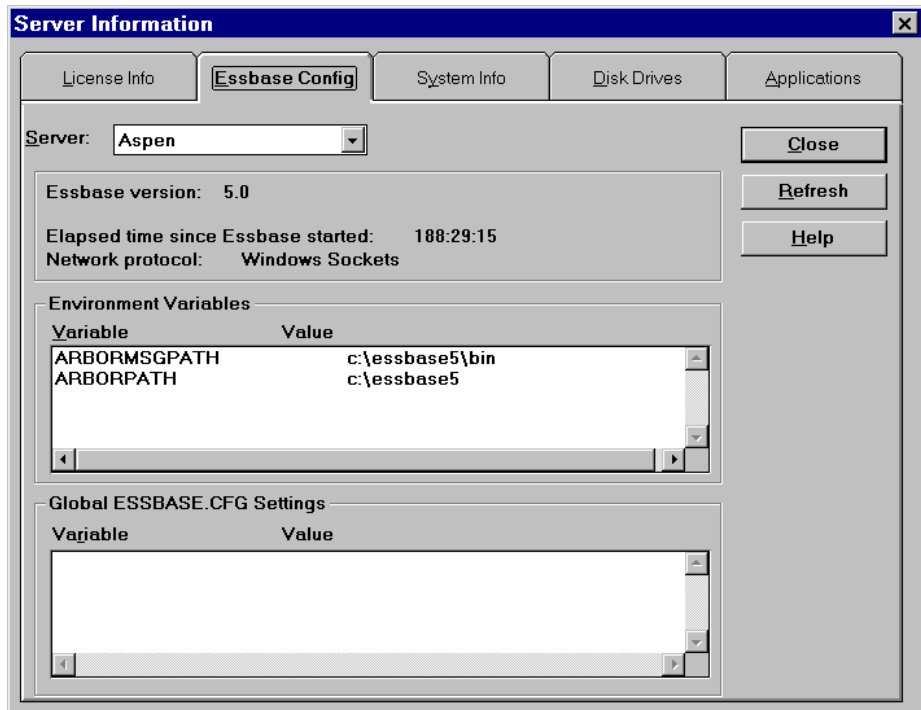 Server Information
License Info Essbase Config System Info Disk Drives Applications
Server: Aspen
Close
Essbase version: 5.0
Refresh
Elapsed time since Essbase started: 188:29:15
Help
Network protocol: Windows Sockets
Environment Variables
Variable Value
ARBORMSGPATH c:\essbase5\bin
ARBORPATH c:\essbase5
Global ESSBASE.CFG Settings
Variable Value